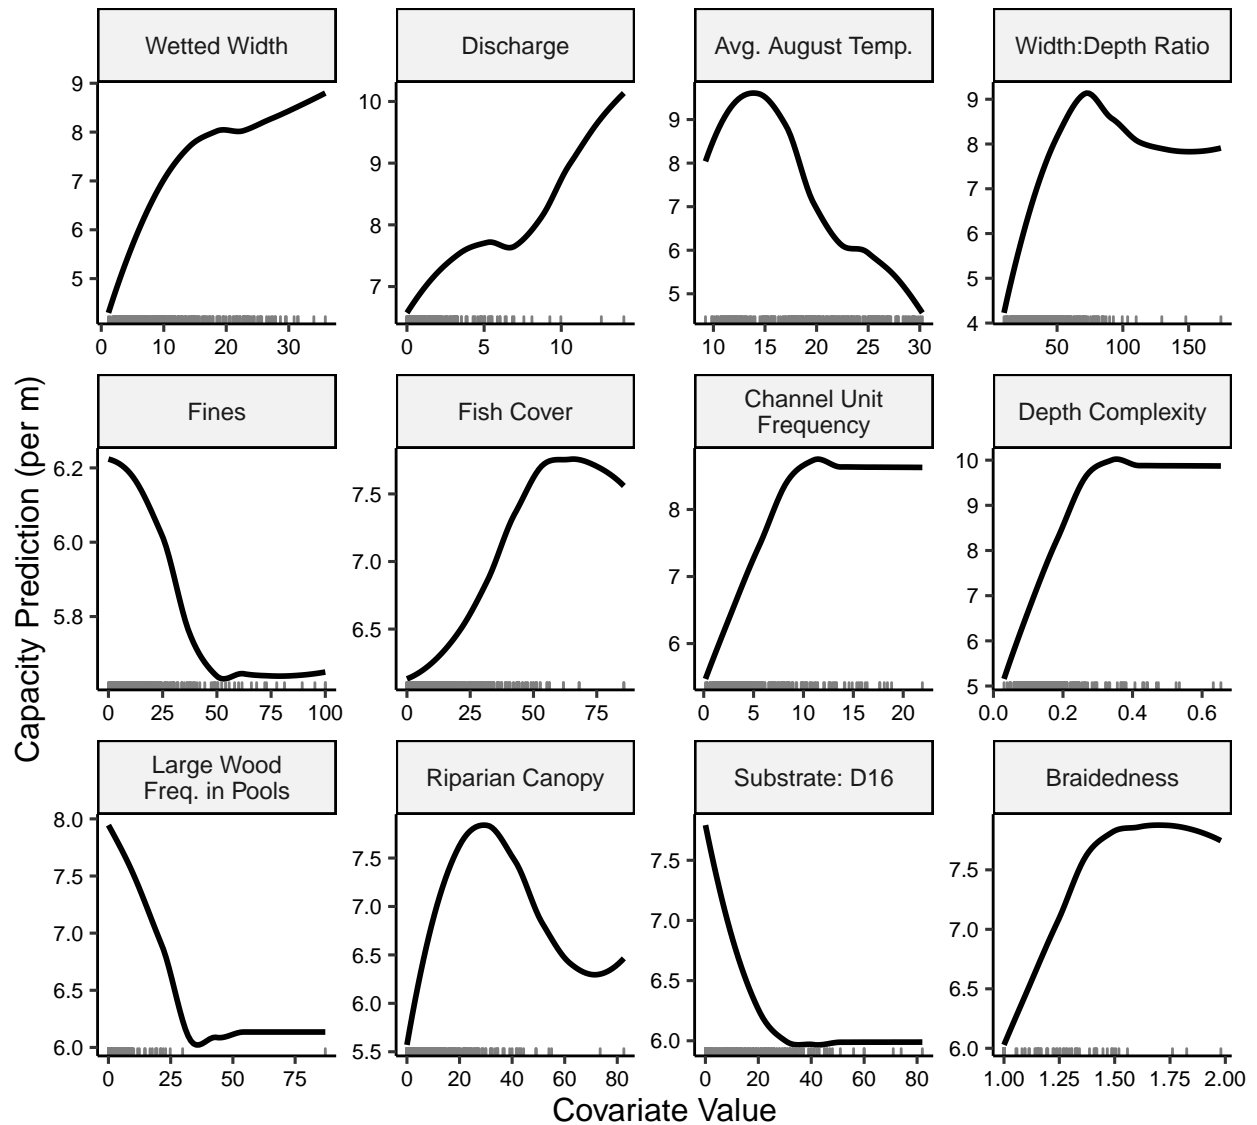 Wetted Width
Discharge
Avg. August Temp.
Width:Depth Ratio
9
8
7
6
5
0 10 20 30
10
9
8
7
0 5 10
9
8
7
6
5
10 15 20 25 30
9
8
7
6
5
4
50 100 150
Capacity Prediction (per m)
Fines
Fish Cover
Channel Unit
Frequency
Depth Complexity
6.2
6.0
5.8
0 25 50 75 100
7.5
7.0
6.5
0 25 50 75
8
7
6
0 5 10 15 20
10
9
8
7
6
5
0.0 0.2 0.4 0.6
Large Wood
Freq. in Pools
Riparian Canopy
Substrate: D16
Braidedness
8.0
7.5
7.0
6.5
6.0
0 25 50 75
7.5
7.0
6.5
6.0
5.5
0 20 40 60 80
7.5
7.0
6.5
6.0
0 20 40 60 80
7.5
7.0
6.5
6.0
1.00 1.25 1.50 1.75 2.00
Covariate Value